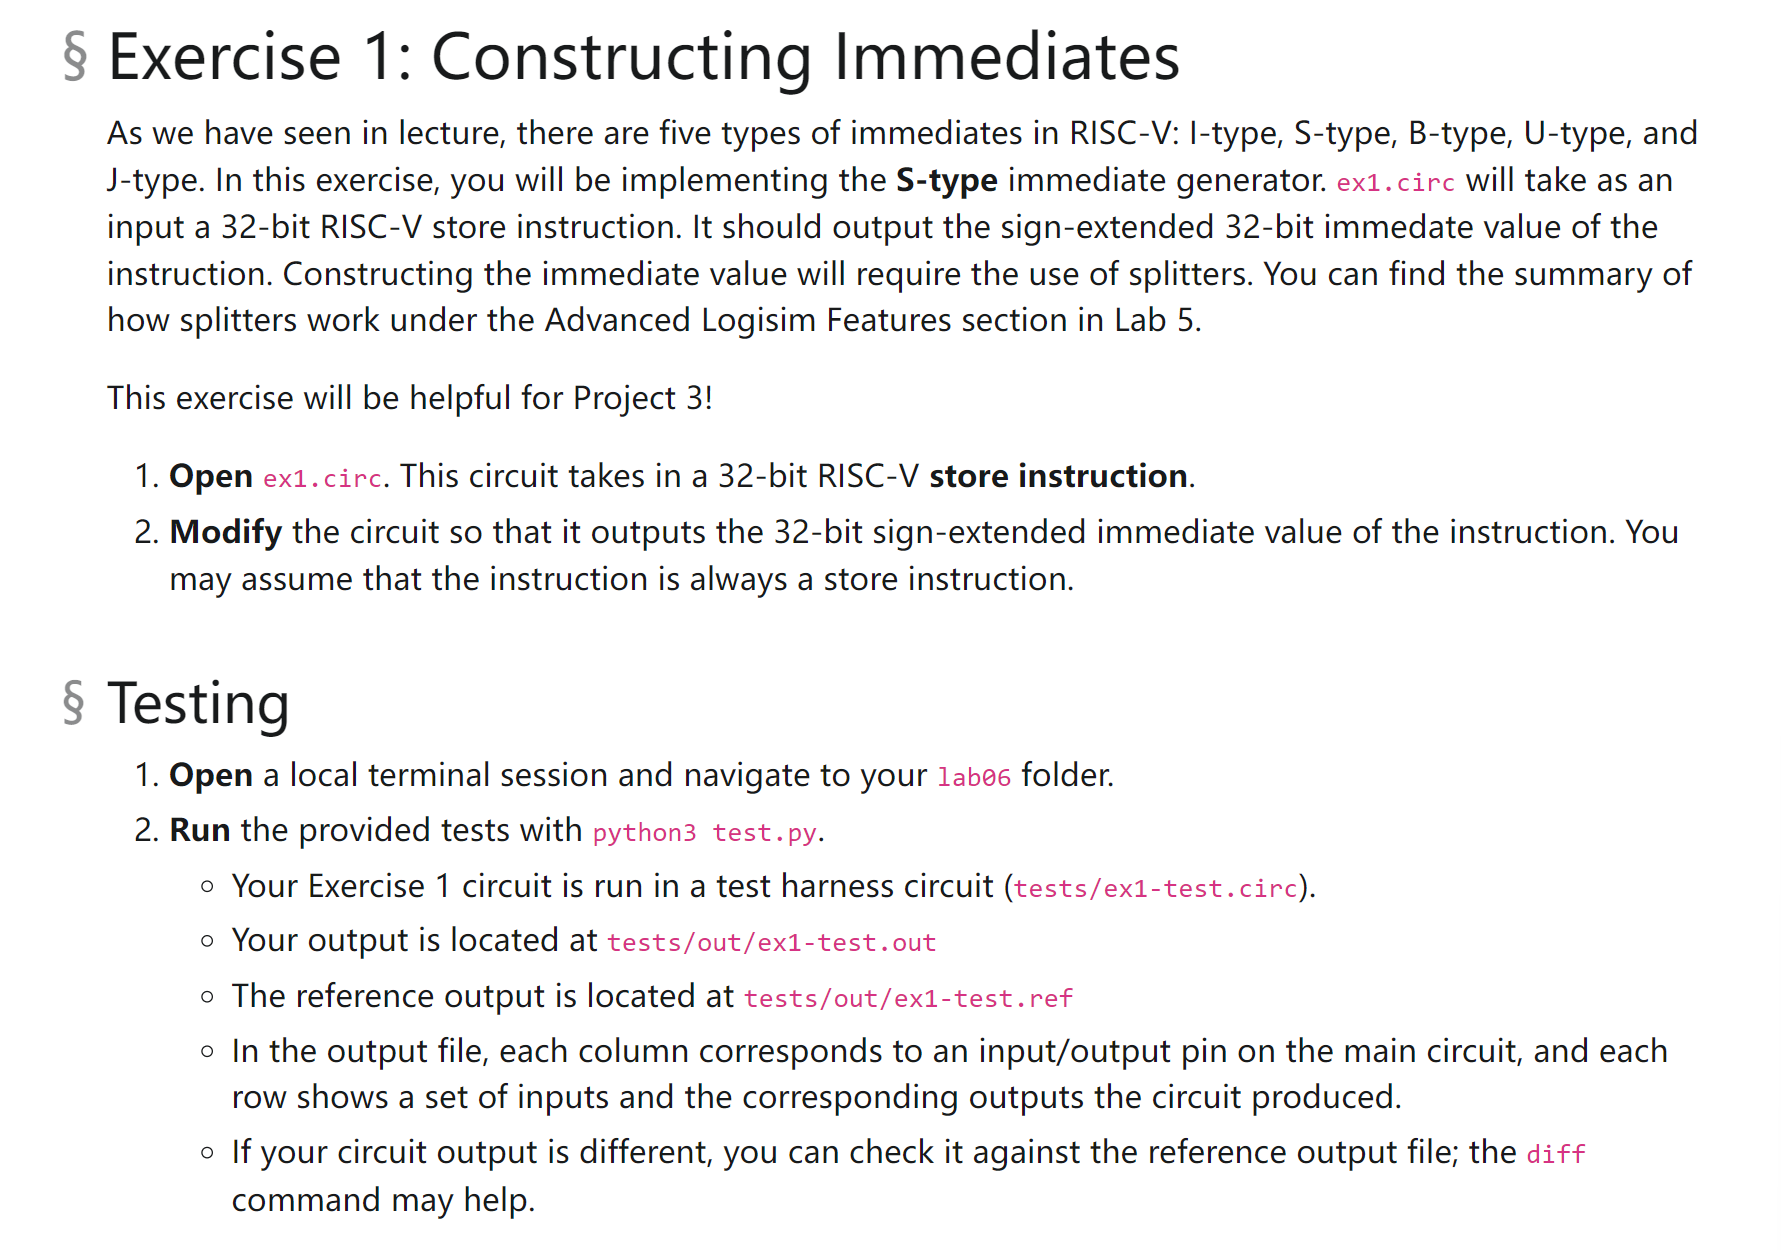 § Exercise 1: Constructing Immediates
As we have seen in lecture, there are five types of immediates in RISC-V: I-type, S-type, B-type, U-type, and
J-type. In this exercise, you will be implementing the S-type immediate generator. ex1.circ will take as an
input a 32-bit RISC-V store instruction. It should output the sign-extended 32-bit immedate value of the
instruction. Constructing the immediate value will require the use of splitters. You can find the summary of
how splitters work under the Advanced Logisim Features section in Lab 5.
This exercise will be helpful for Project 3!
1. Open ex1.circ. This circuit takes in a 32-bit RISC-V store instruction.
2. Modify the circuit so that it outputs the 32-bit sign-extended immediate value of the instruction. You
may assume that the instruction is always a store instruction.
§ Testing
1. Open a local terminal session and navigate to your lab06 folder.
2. Run the provided tests with python3 test.py.
◦ Your Exercise 1 circuit is run in a test harness circuit (tests/ex1-test.circ).
◦ Your output is located at tests/out/ex1-test.out
◦ The reference output is located at tests/out/ex1-test.ref
◦ In the output file, each column corresponds to an input/output pin on the main circuit, and each
row shows a set of inputs and the corresponding outputs the circuit produced.
◦ If your circuit output is different, you can check it against the reference output file; the diff
command may help.